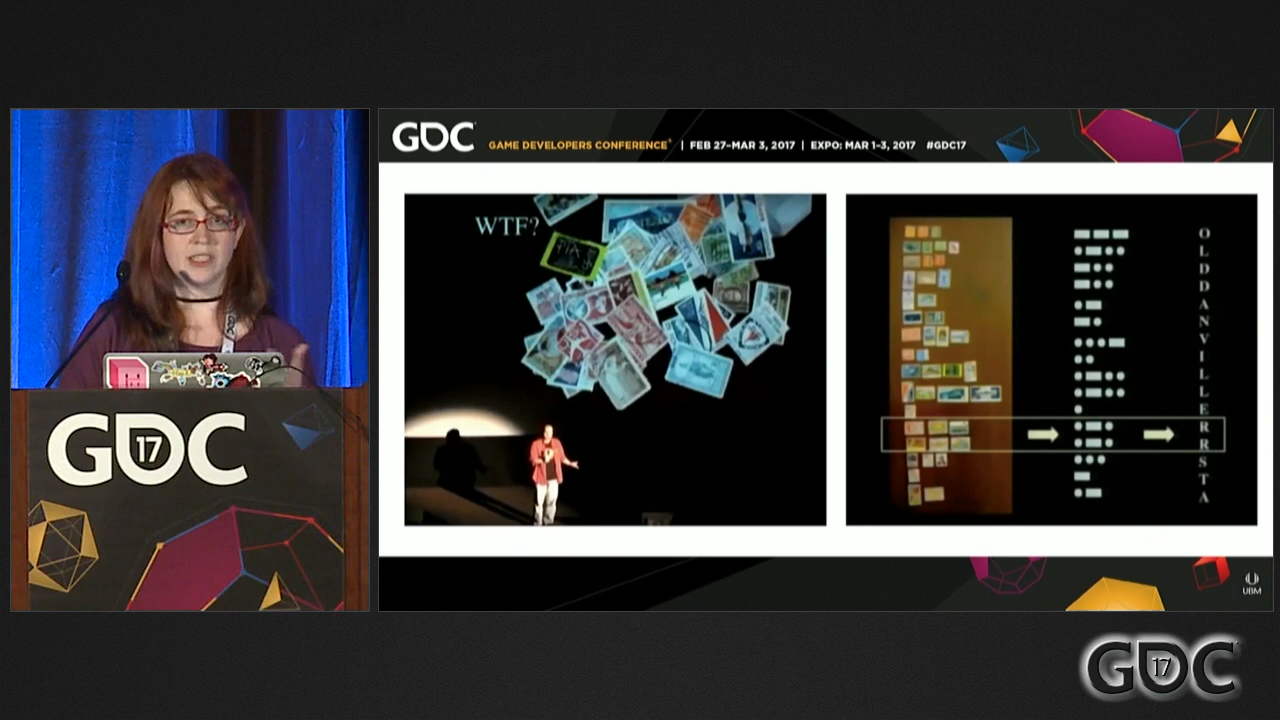 GDC
GAME DEVELOPERS CONFERENCE® | FEB 27–MAR 3, 2017 | EXPO: MAR 1–3, 2017 #GDC17
WTF?
O
L
D
D
A
N
V
I
L
L
E
R
R
S
T
A
GDC
17
UBM
GDC
17